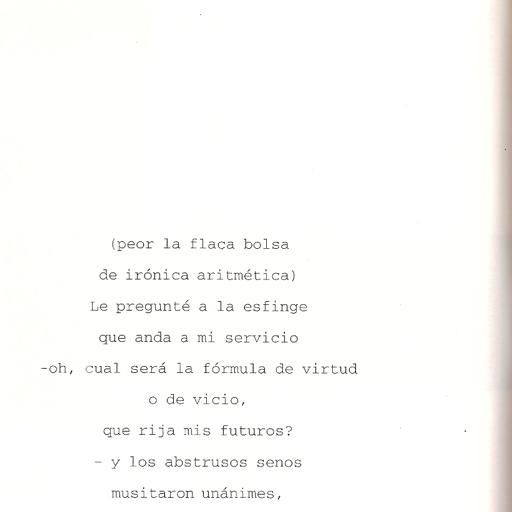 (peor la flaca bolsa
de irónica aritmética)
Le pregunté a la esfinge
que anda a mi servicio
-oh, cual será la fórmula de virtud
o de vicio,
que rija mis futuros?
- y los abstrusos senos
musitaron unánimes,